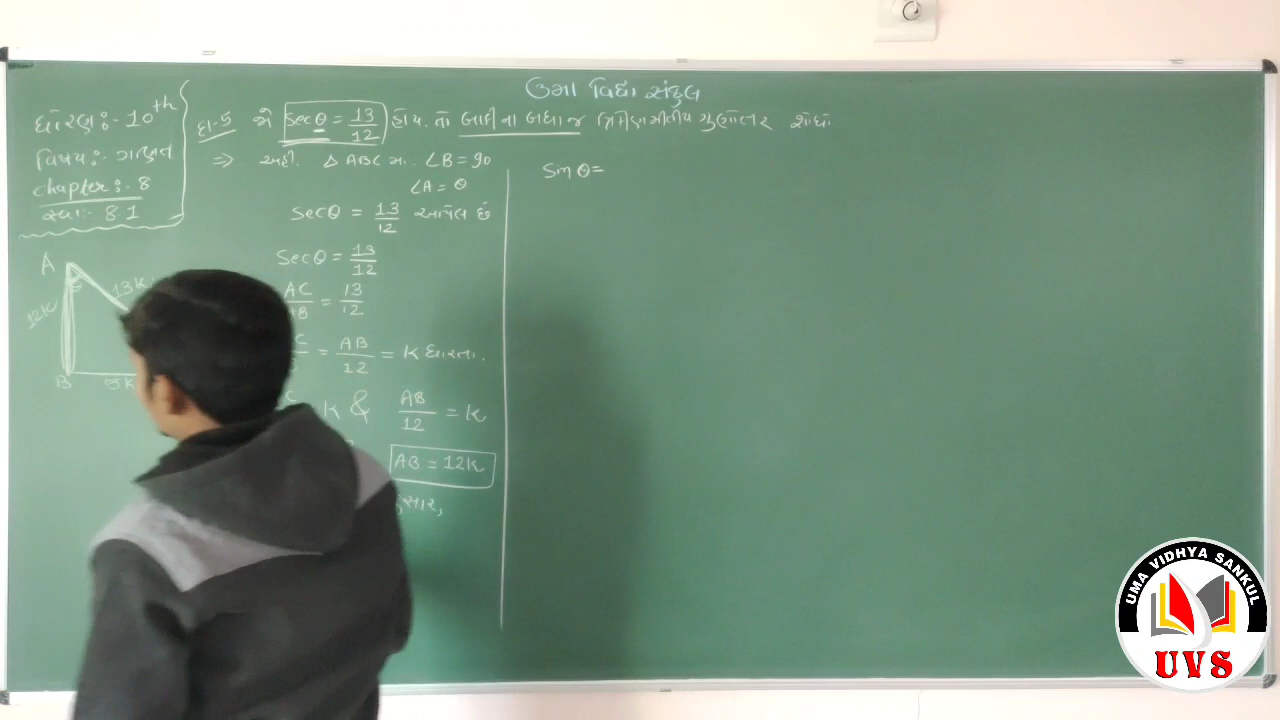 ઉમા વિદ્યા સંકુલ
ધોરણ :- 10th
વિષય :- ગણિત
chapter :- 8
સ્વા. 8.1
દા-5 જો secθ = 13/12 હોય તો બાકીના બધા જ ત્રિકોણમિતીય ગુણોત્તર શોધો.
⇒ અહીં. △ ABC માં. ∠B = 90
∠A = θ
secθ = 13/12 આપેલ છે
secθ = 13/12
AC/AB = 13/12
= AB/12 = K ધારતા.
K & AB/12 = K
AB = 12K
A
13K
12K
B
Sin θ =
UMA VIDHYA SANKUL
UVS